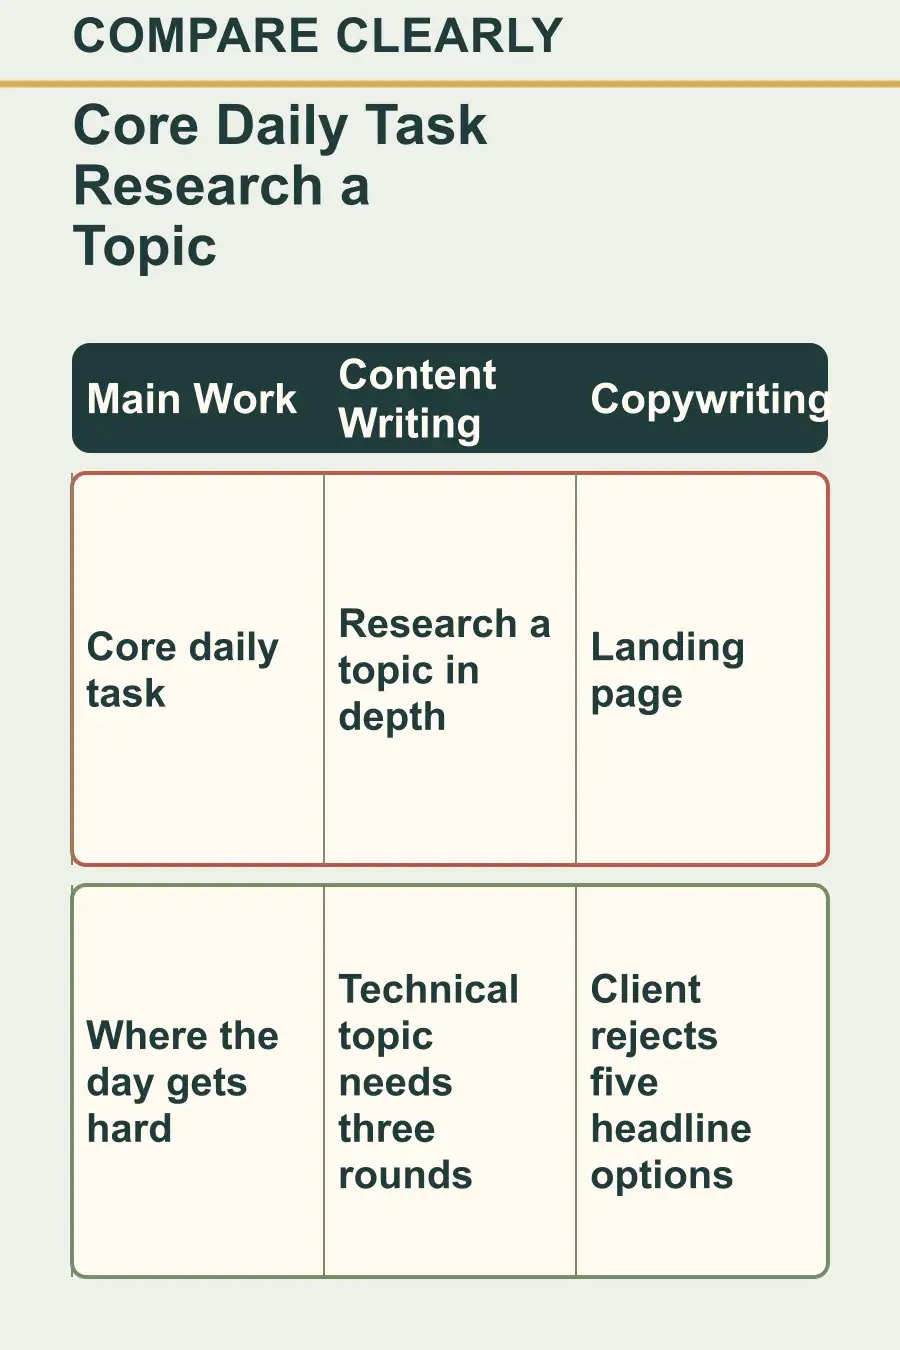 COMPARE CLEARLY
Core Daily Task
Research a
Topic
Main Work
Content
Writing
Copywriting
Core daily
task
Research a
topic in
depth
Landing
page
Where the
day gets
hard
Technical
topic
needs
three
rounds
Client
rejects
five
headline
options